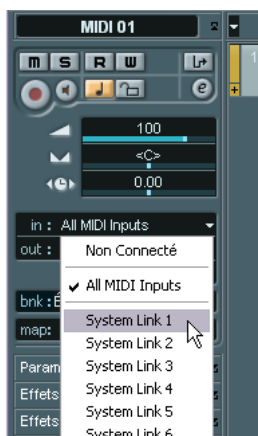 MIDI 01
m S R W
e
100
<C>
0.00
in : All MIDI Inputs
out :
Non Connecté
All MIDI Inputs
bnk :
System Link 1
map:
System Link 2
Param
System Link 3
Effets
System Link 4
Effets
System Link 5
System Link 6